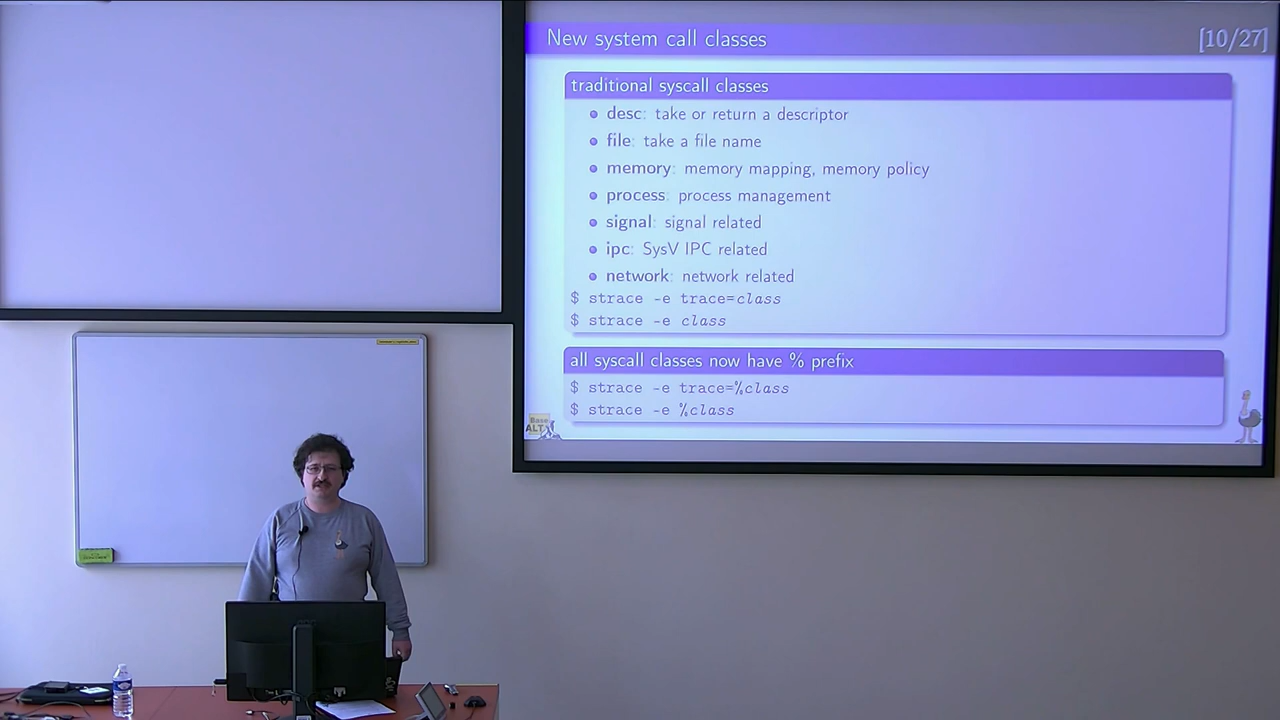 New system call classes
[10/27]
traditional syscall classes
desc: take or return a descriptor
file: take a file name
memory: memory mapping, memory policy
process: process management
signal: signal related
ipc: SysV IPC related
network: network related
$ strace -e trace=class
$ strace -e class
all syscall classes now have % prefix
$ strace -e trace=%class
$ strace -e %class
Base
ALT